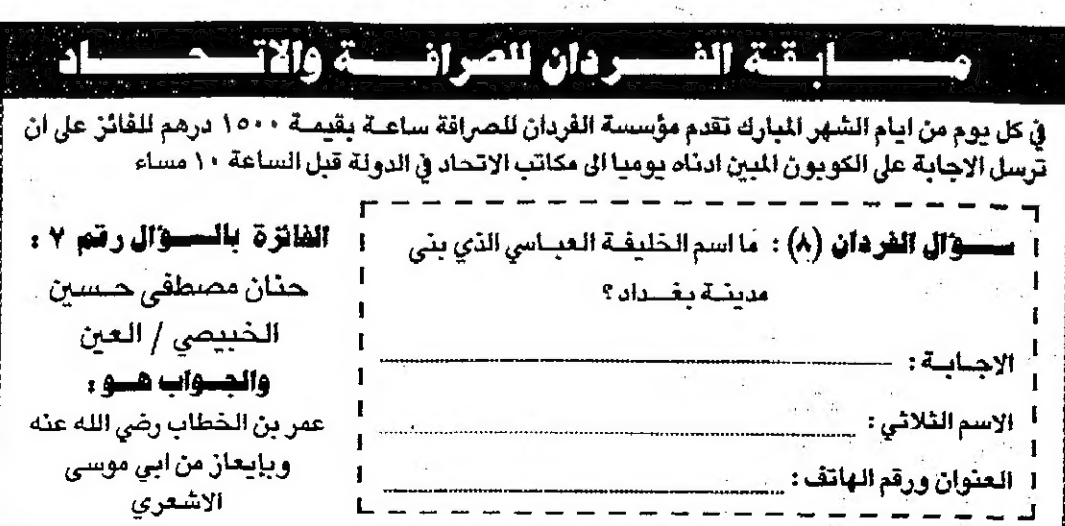 مسابقة الفردان للصرافة والاتحاد
في كل يوم من ايام الشهر المبارك تقدم مؤسسة الفردان للصرافة ساعة بقيمة ١٥٠٠ درهم للفائز على ان
ترسل الاجابة على الكوبون المبين ادناه يوميا الى مكاتب الاتحاد في الدولة قبل الساعة ١٠ مساء
سؤال الفردان (٨) : ما اسم الخليفة العباسي الذي بنى
مدينة بغداد؟
الاجابة :
الاسم الثلاثي :
العنوان ورقم الهاتف :
الفائزة بالسؤال رقم ٧ :
حنان مصطفى حسين
الخبيصي / العين
والجواب هو :
عمر بن الخطاب رضي الله عنه
وبإيعاز من ابي موسى
الاشعري